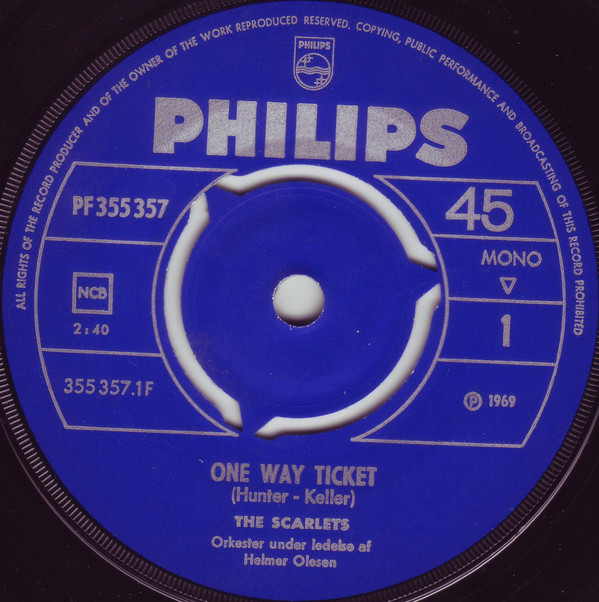 ALL RIGHTS OF THE RECORD PRODUCER AND OF THE OWNER OF THE WORK REPRODUCED RESERVED. COPYING, PUBLIC PERFORMANCE AND BROADCASTING OF THIS RECORD PROHIBITED
PHILIPS
PHILIPS
PF 355 357
45
MONO
NCB
2:40
1
355 357.1F
Ⓟ 1969
ONE WAY TICKET
(Hunter - Keller)
THE SCARLETS
Orkester under ledelse af
Helmer Olesen